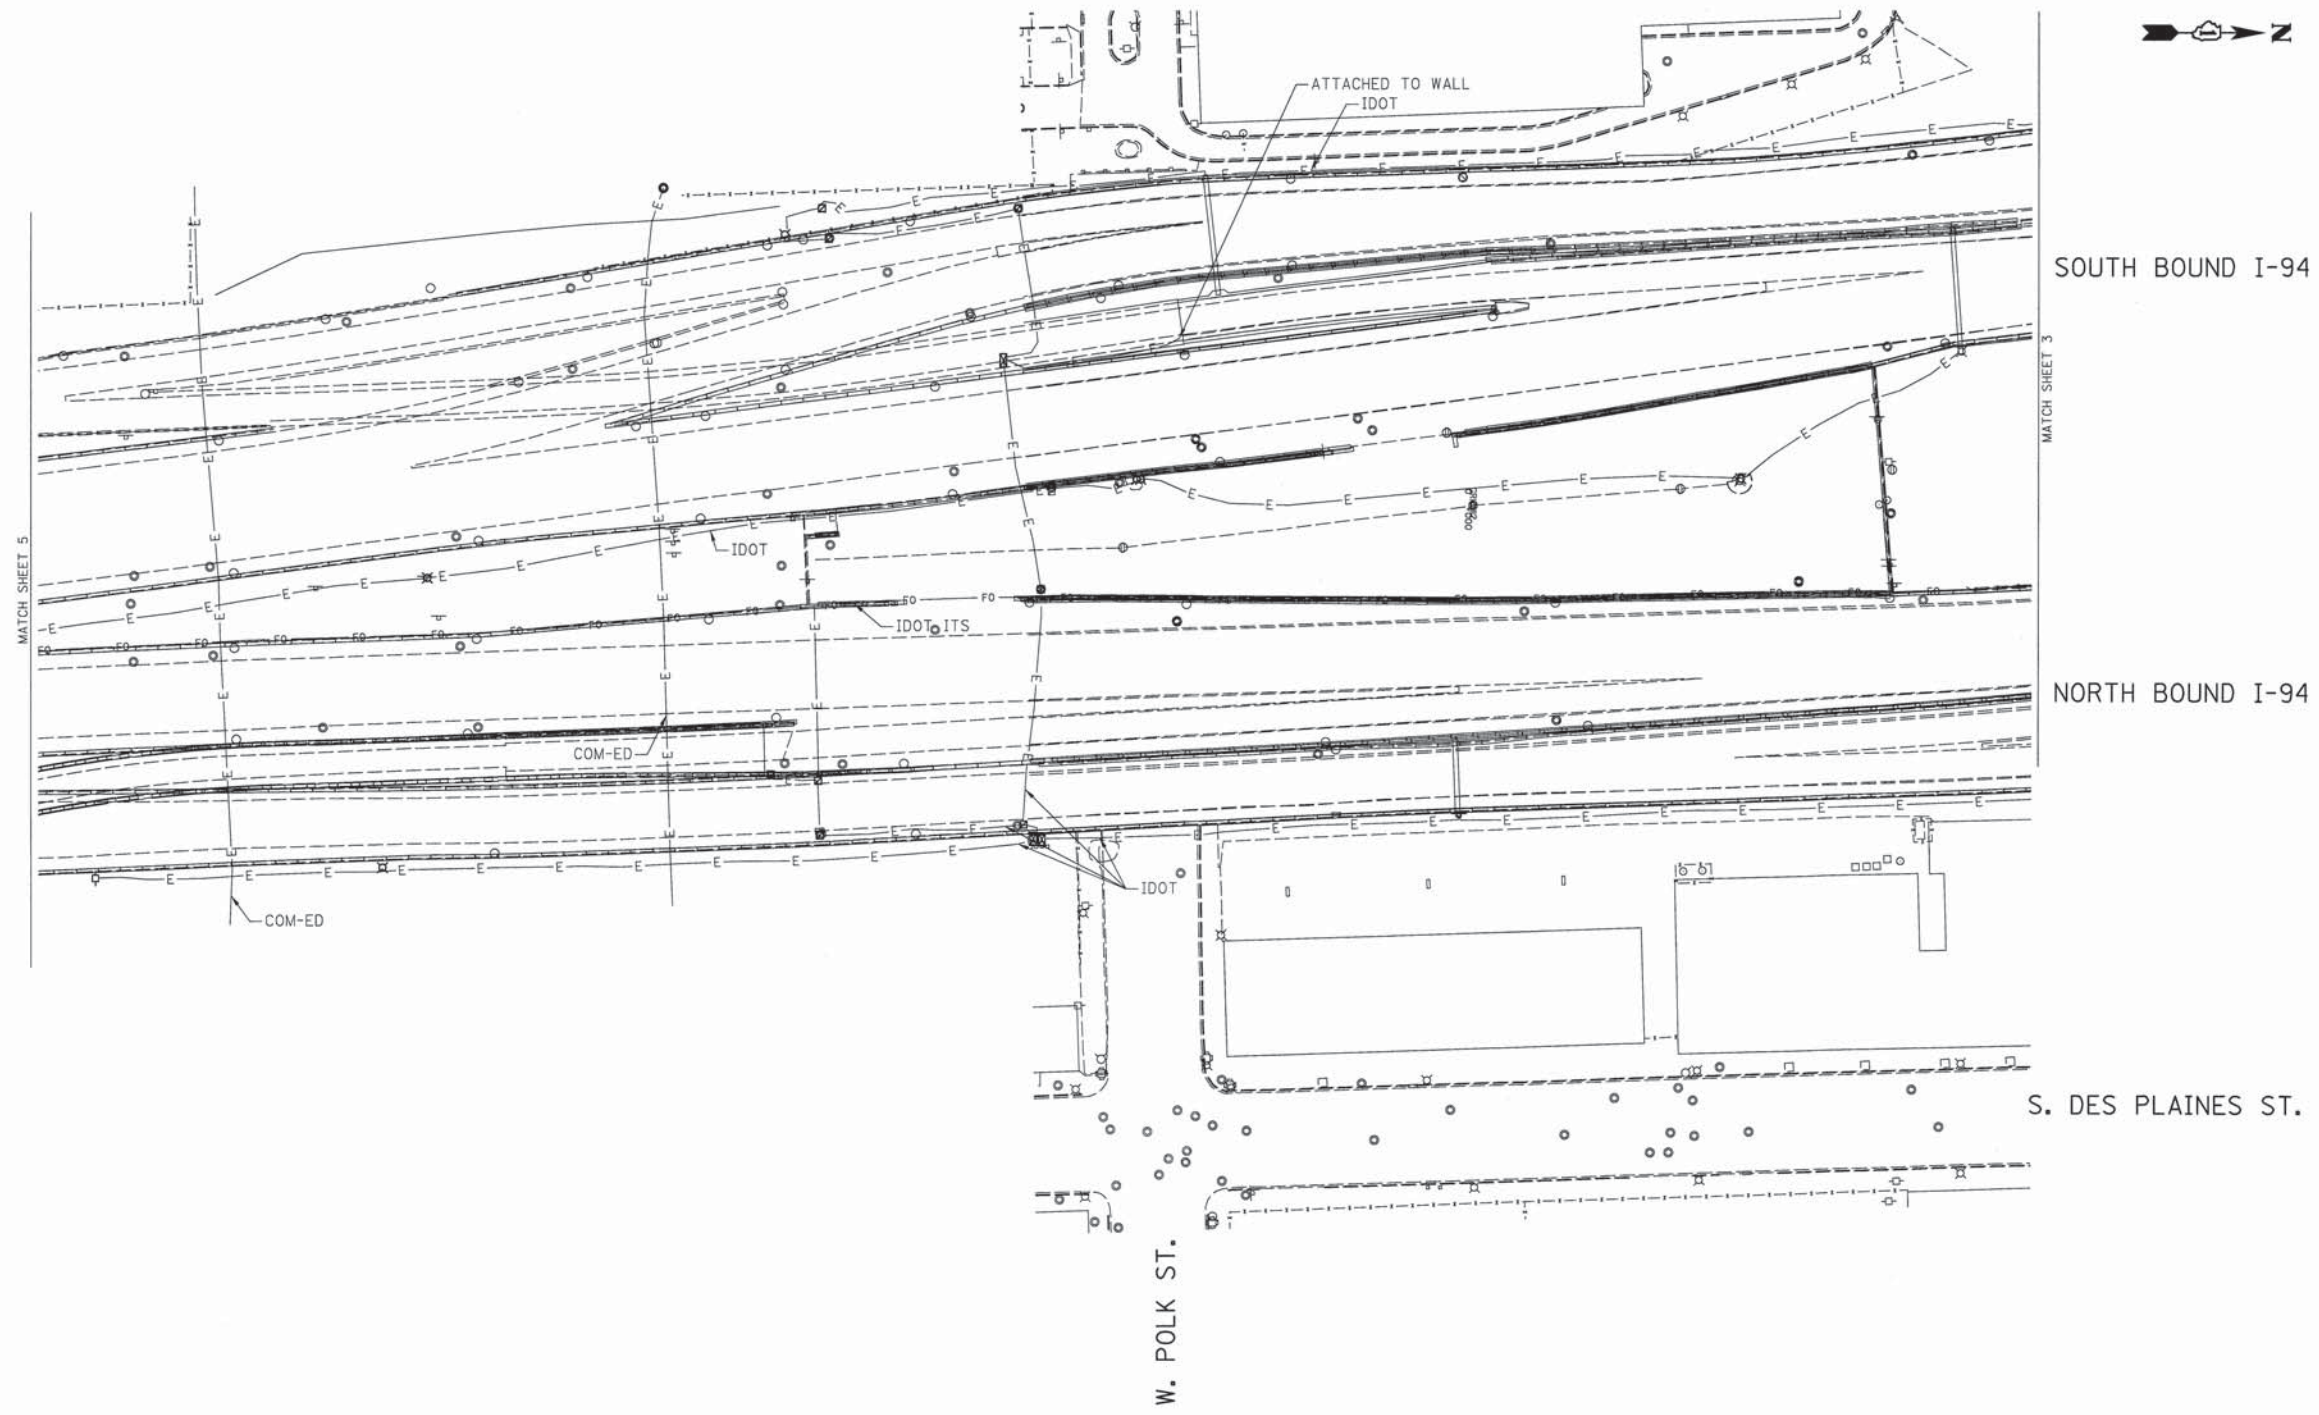 N
ATTACHED TO WALL
IDOT
SOUTH BOUND I-94
MATCH SHEET 3
MATCH SHEET 5
IDOT
IDOT ITS
NORTH BOUND I-94
COM-ED
IDOT
COM-ED
S. DES PLAINES ST.
W. POLK ST.